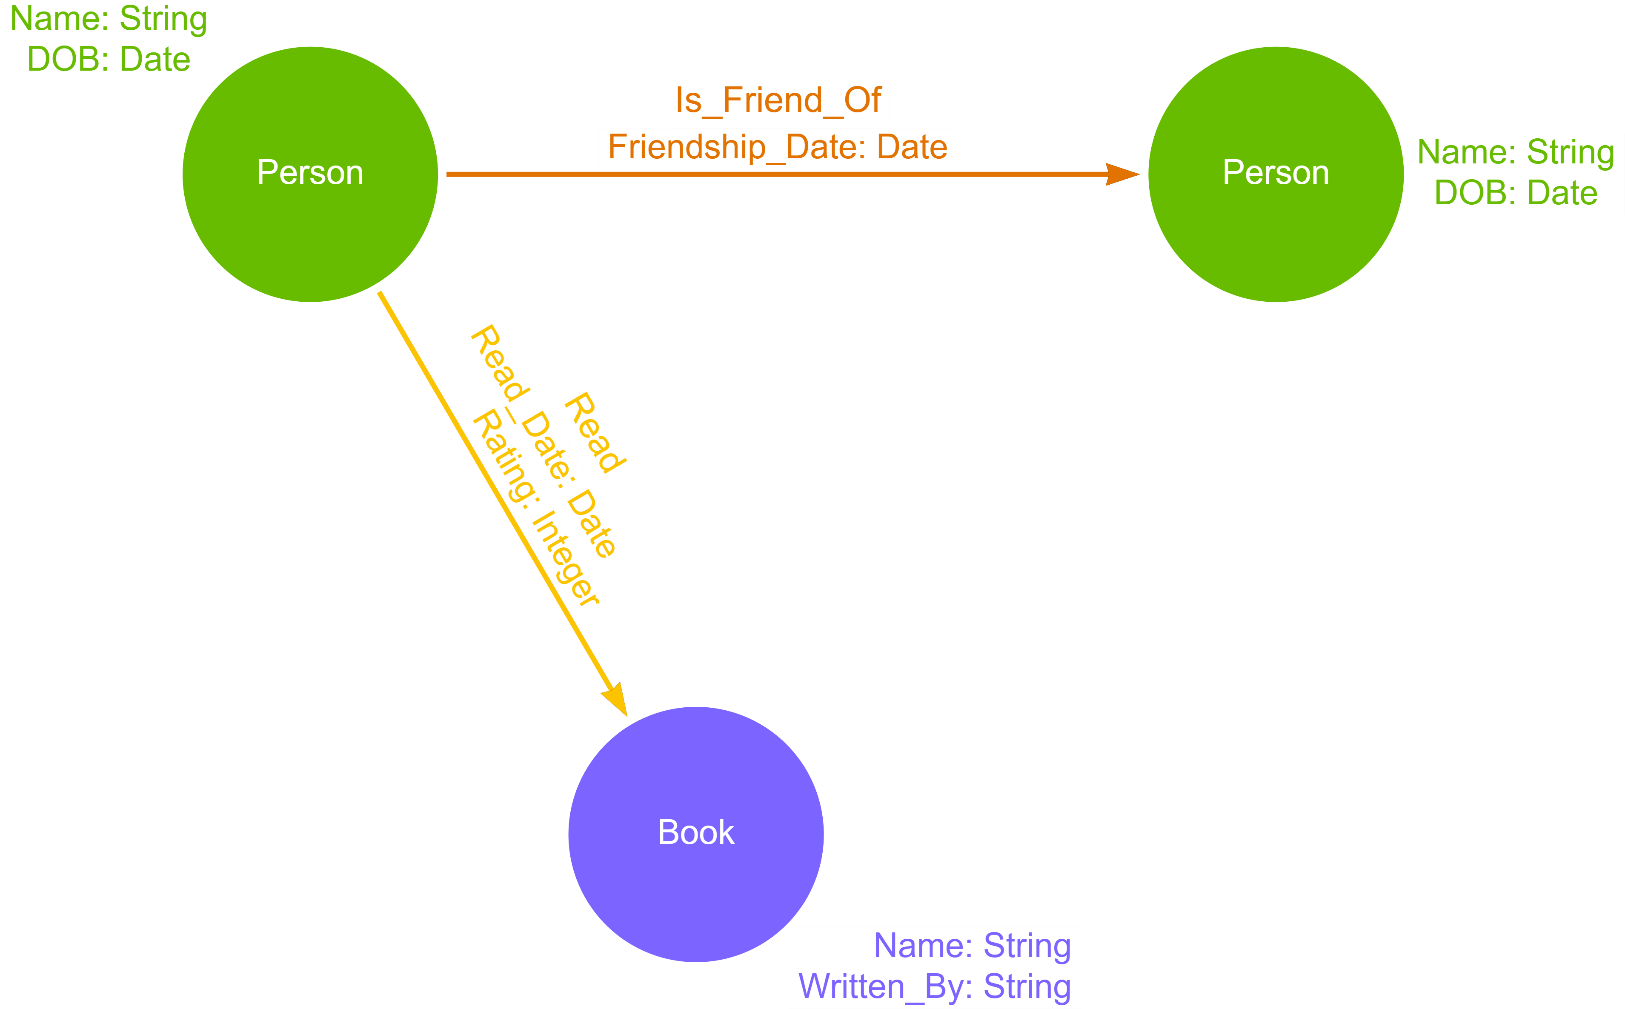 Name: String
DOB: Date
Person
Is_Friend_Of
Friendship_Date: Date
Person
Name: String
DOB: Date
Read
Read_Date: Date
Rating: Integer
Book
Name: String
Written_By: String